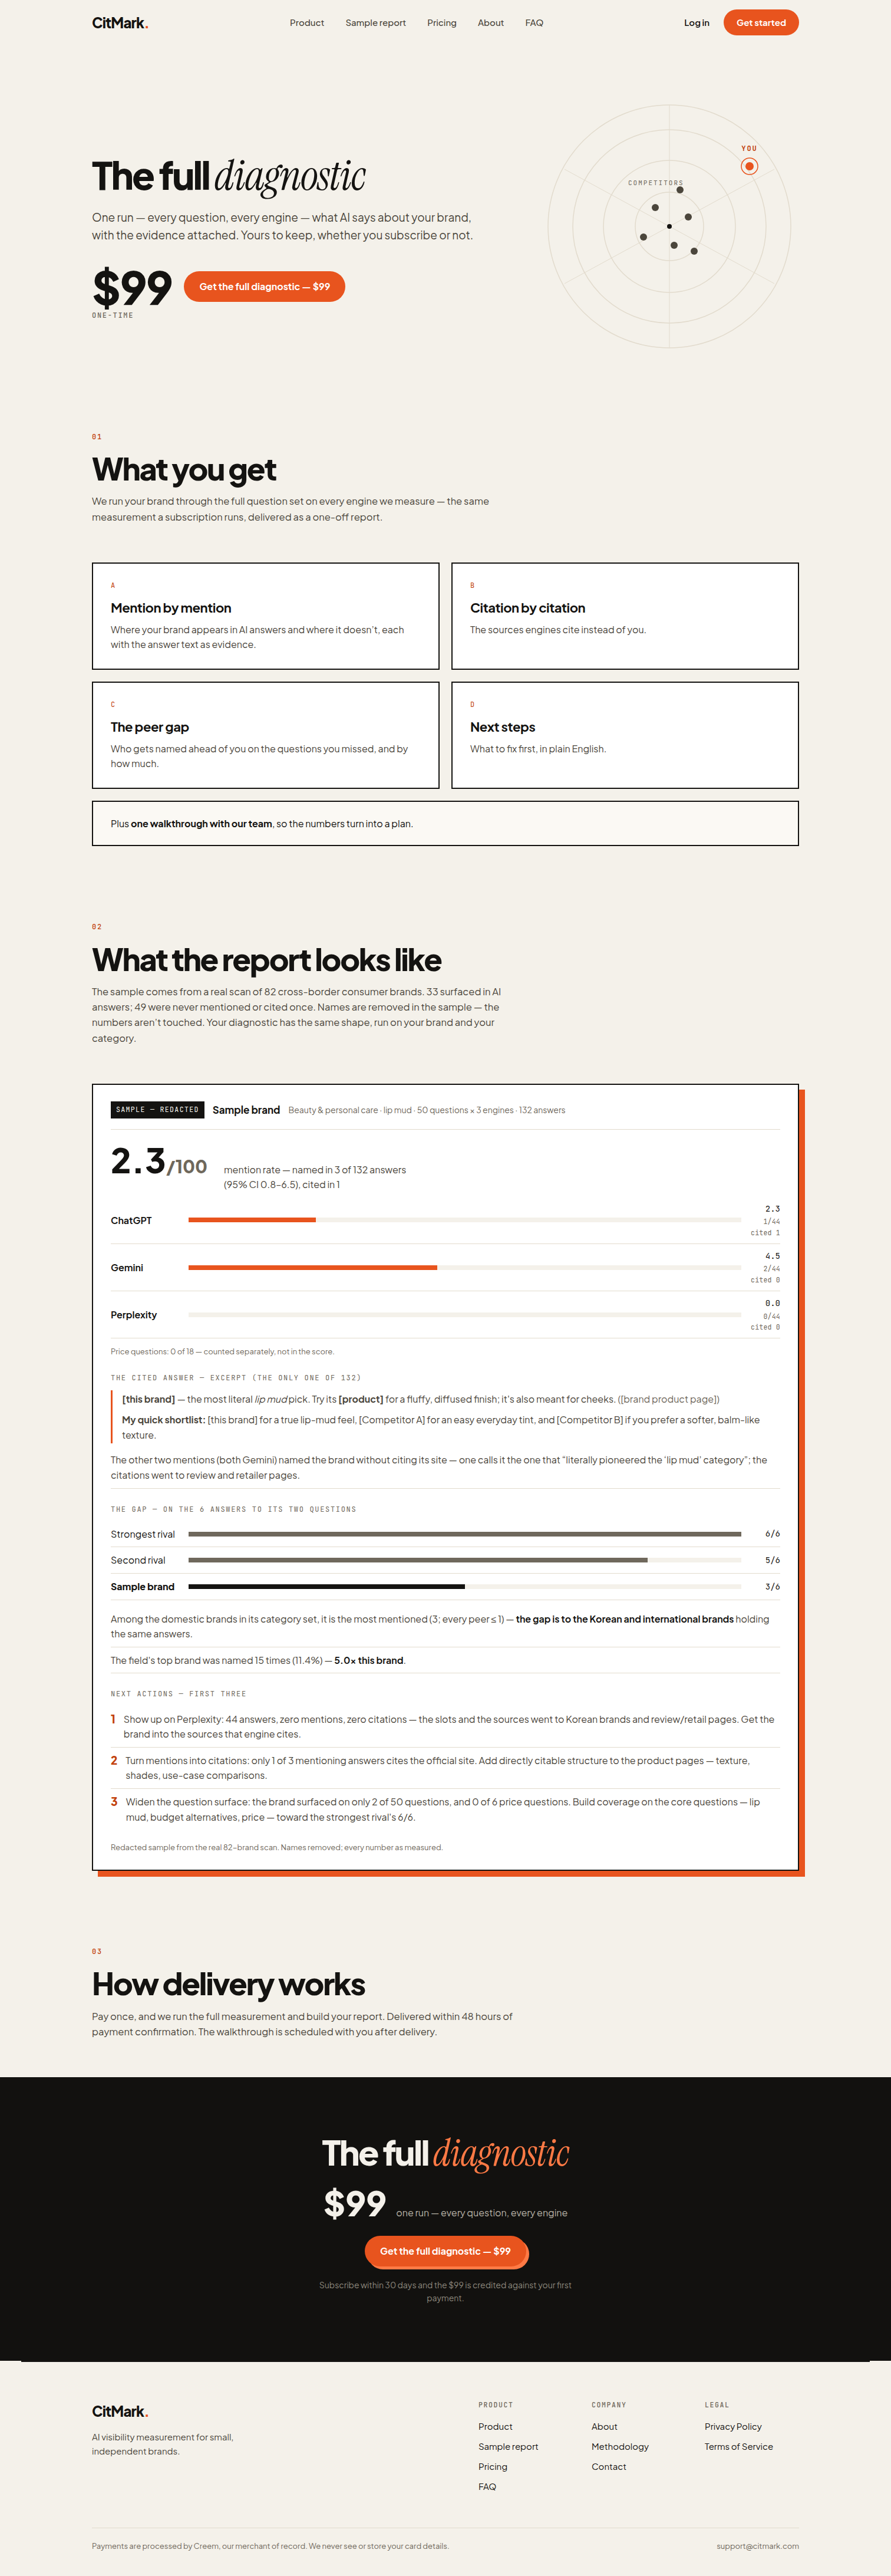 CitMark.
Product
Sample report
Pricing
About
FAQ
Log in
Get started
The full diagnostic
One run — every question, every engine — what AI says about your brand,
with the evidence attached. Yours to keep, whether you subscribe or not.
$99
ONE-TIME
Get the full diagnostic — $99
YOU
COMPETITORS
01
What you get
We run your brand through the full question set on every engine we measure — the same
measurement a subscription runs, delivered as a one-off report.
A
Mention by mention
Where your brand appears in AI answers and where it doesn't, each
with the answer text as evidence.
B
Citation by citation
The sources engines cite instead of you.
C
The peer gap
Who gets named ahead of you on the questions you missed, and by
how much.
D
Next steps
What to fix first, in plain English.
Plus one walkthrough with our team, so the numbers turn into a plan.
02
What the report looks like
The sample comes from a real scan of 82 cross-border consumer brands. 33 surfaced in AI
answers; 49 were never mentioned or cited once. Names are removed in the sample — the
numbers aren't touched. Your diagnostic has the same shape, run on your brand and your
category.
SAMPLE — REDACTED
Sample brand
Beauty & personal care · lip mud · 50 questions × 3 engines · 132 answers
2.3/100
mention rate — named in 3 of 132 answers
(95% CI 0.8–6.5), cited in 1
ChatGPT
2.3
1/44
cited 1
Gemini
4.5
2/44
cited 0
Perplexity
0.0
0/44
cited 0
Price questions: 0 of 18 — counted separately, not in the score.
THE CITED ANSWER — EXCERPT (THE ONLY ONE OF 132)
[this brand] — the most literal lip mud pick. Try its [product] for a fluffy, diffused finish; it's also meant for cheeks. ([brand product page])
My quick shortlist: [this brand] for a true lip-mud feel, [Competitor A] for an easy everyday tint, and [Competitor B] if you prefer a softer, balm-like
texture.
The other two mentions (both Gemini) named the brand without citing its site — one calls it the one that "literally pioneered the 'lip mud' category"; the
citations went to review and retailer pages.
THE GAP — ON THE 6 ANSWERS TO ITS TWO QUESTIONS
Strongest rival
6/6
Second rival
5/6
Sample brand
3/6
Among the domestic brands in its category set, it is the most mentioned (3; every peer ≤ 1) — the gap is to the Korean and international brands holding
the same answers.
The field's top brand was named 15 times (11.4%) — 5.0× this brand.
NEXT ACTIONS — FIRST THREE
1 Show up on Perplexity: 44 answers, zero mentions, zero citations — the slots and the sources went to Korean brands and review/retail pages. Get the
brand into the sources that engine cites.
2 Turn mentions into citations: only 1 of 3 mentioning answers cites the official site. Add directly citable structure to the product pages — texture,
shades, use-case comparisons.
3 Widen the question surface: the brand surfaced on only 2 of 50 questions, and 0 of 6 price questions. Build coverage on the core questions — lip
mud, budget alternatives, price — toward the strongest rival's 6/6.
Redacted sample from the real 82-brand scan. Names removed; every number as measured.
03
How delivery works
Pay once, and we run the full measurement and build your report. Delivered within 48 hours of
payment confirmation. The walkthrough is scheduled with you after delivery.
The full diagnostic
$99
one run — every question, every engine
Get the full diagnostic — $99
Subscribe within 30 days and the $99 is credited against your first
payment.
CitMark.
AI visibility measurement for small,
independent brands.
PRODUCT
Product
Sample report
Pricing
FAQ
COMPANY
About
Methodology
Contact
LEGAL
Privacy Policy
Terms of Service
Payments are processed by Creem, our merchant of record. We never see or store your card details.
support@citmark.com